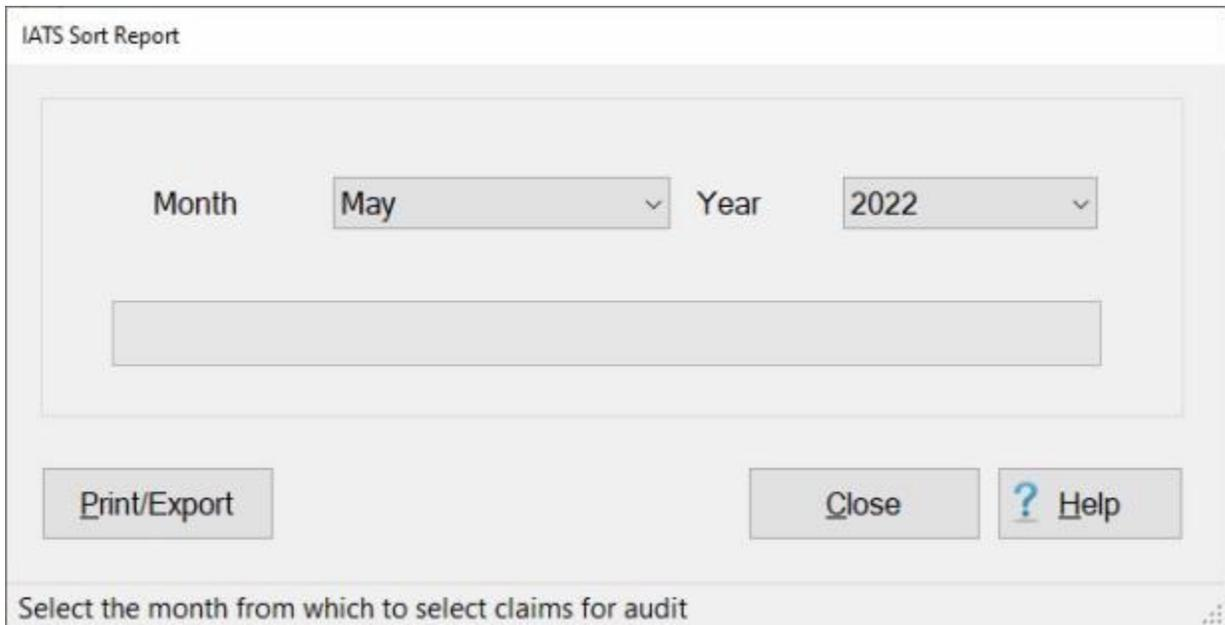 IATS Sort Report
Month May Year 2022
Print/Export Close ? Help
Select the month from which to select claims for audit